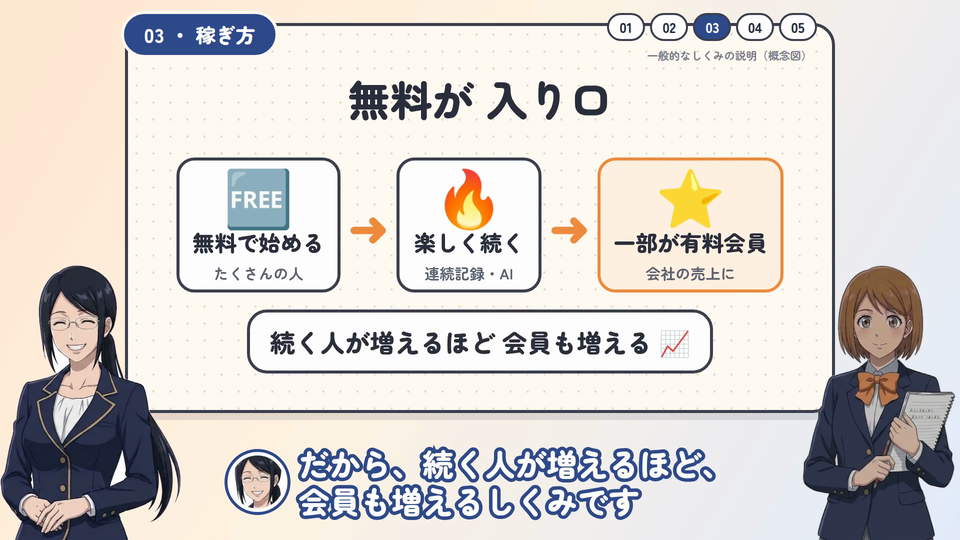 03 ・ 稼ぎ方
01 02 03 04 05
一般的なしくみの説明（概念図）
無料が 入り口
FREE
無料で始める
たくさんの人
楽しく続く
連続記録・AI
一部が有料会員
会社の売上に
続く人が増えるほど 会員も増える
だから、続く人が増えるほど、
会員も増えるしくみです